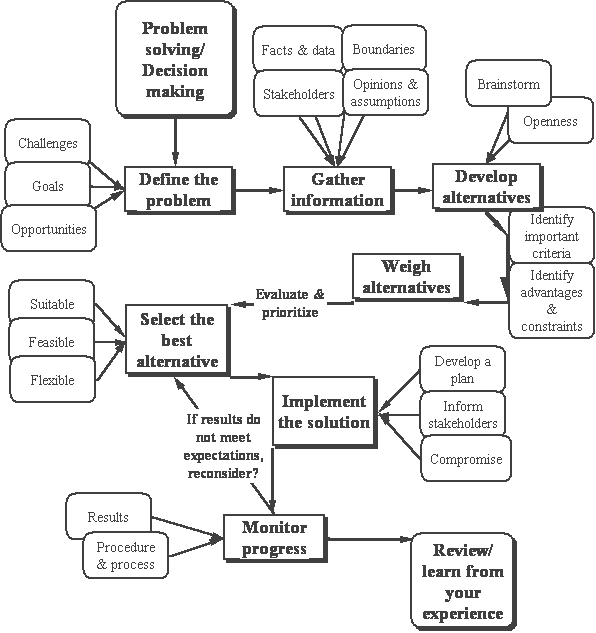 Problem
solving/
Decision
making
Facts & data
Boundaries
Stakeholders
Opinions &
assumptions
Brainstorm
Openness
Challenges
Goals
Opportunities
Define the
problem
Gather
information
Develop
alternatives
Identify
important
criteria
Identify
advantages
&
constraints
Weigh
alternatives
Evaluate &
prioritize
Suitable
Feasible
Flexible
Select the
best
alternative
Implement
the solution
Develop a
plan
Inform
stakeholders
Compromise
If results do
not meet
expectations,
reconsider?
Results
Procedure
& process
Monitor
progress
Review/
learn from
your
experience